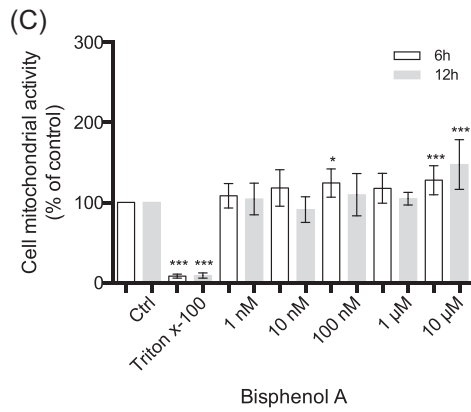 (C)
300
200
100
0
Cell mitochondrial activity
(% of control)
6h
12h
*** ***
*
***
***
Ctrl
Triton x-100
1 nM
10 nM
100 nM
1 µM
10 µM
Bisphenol A